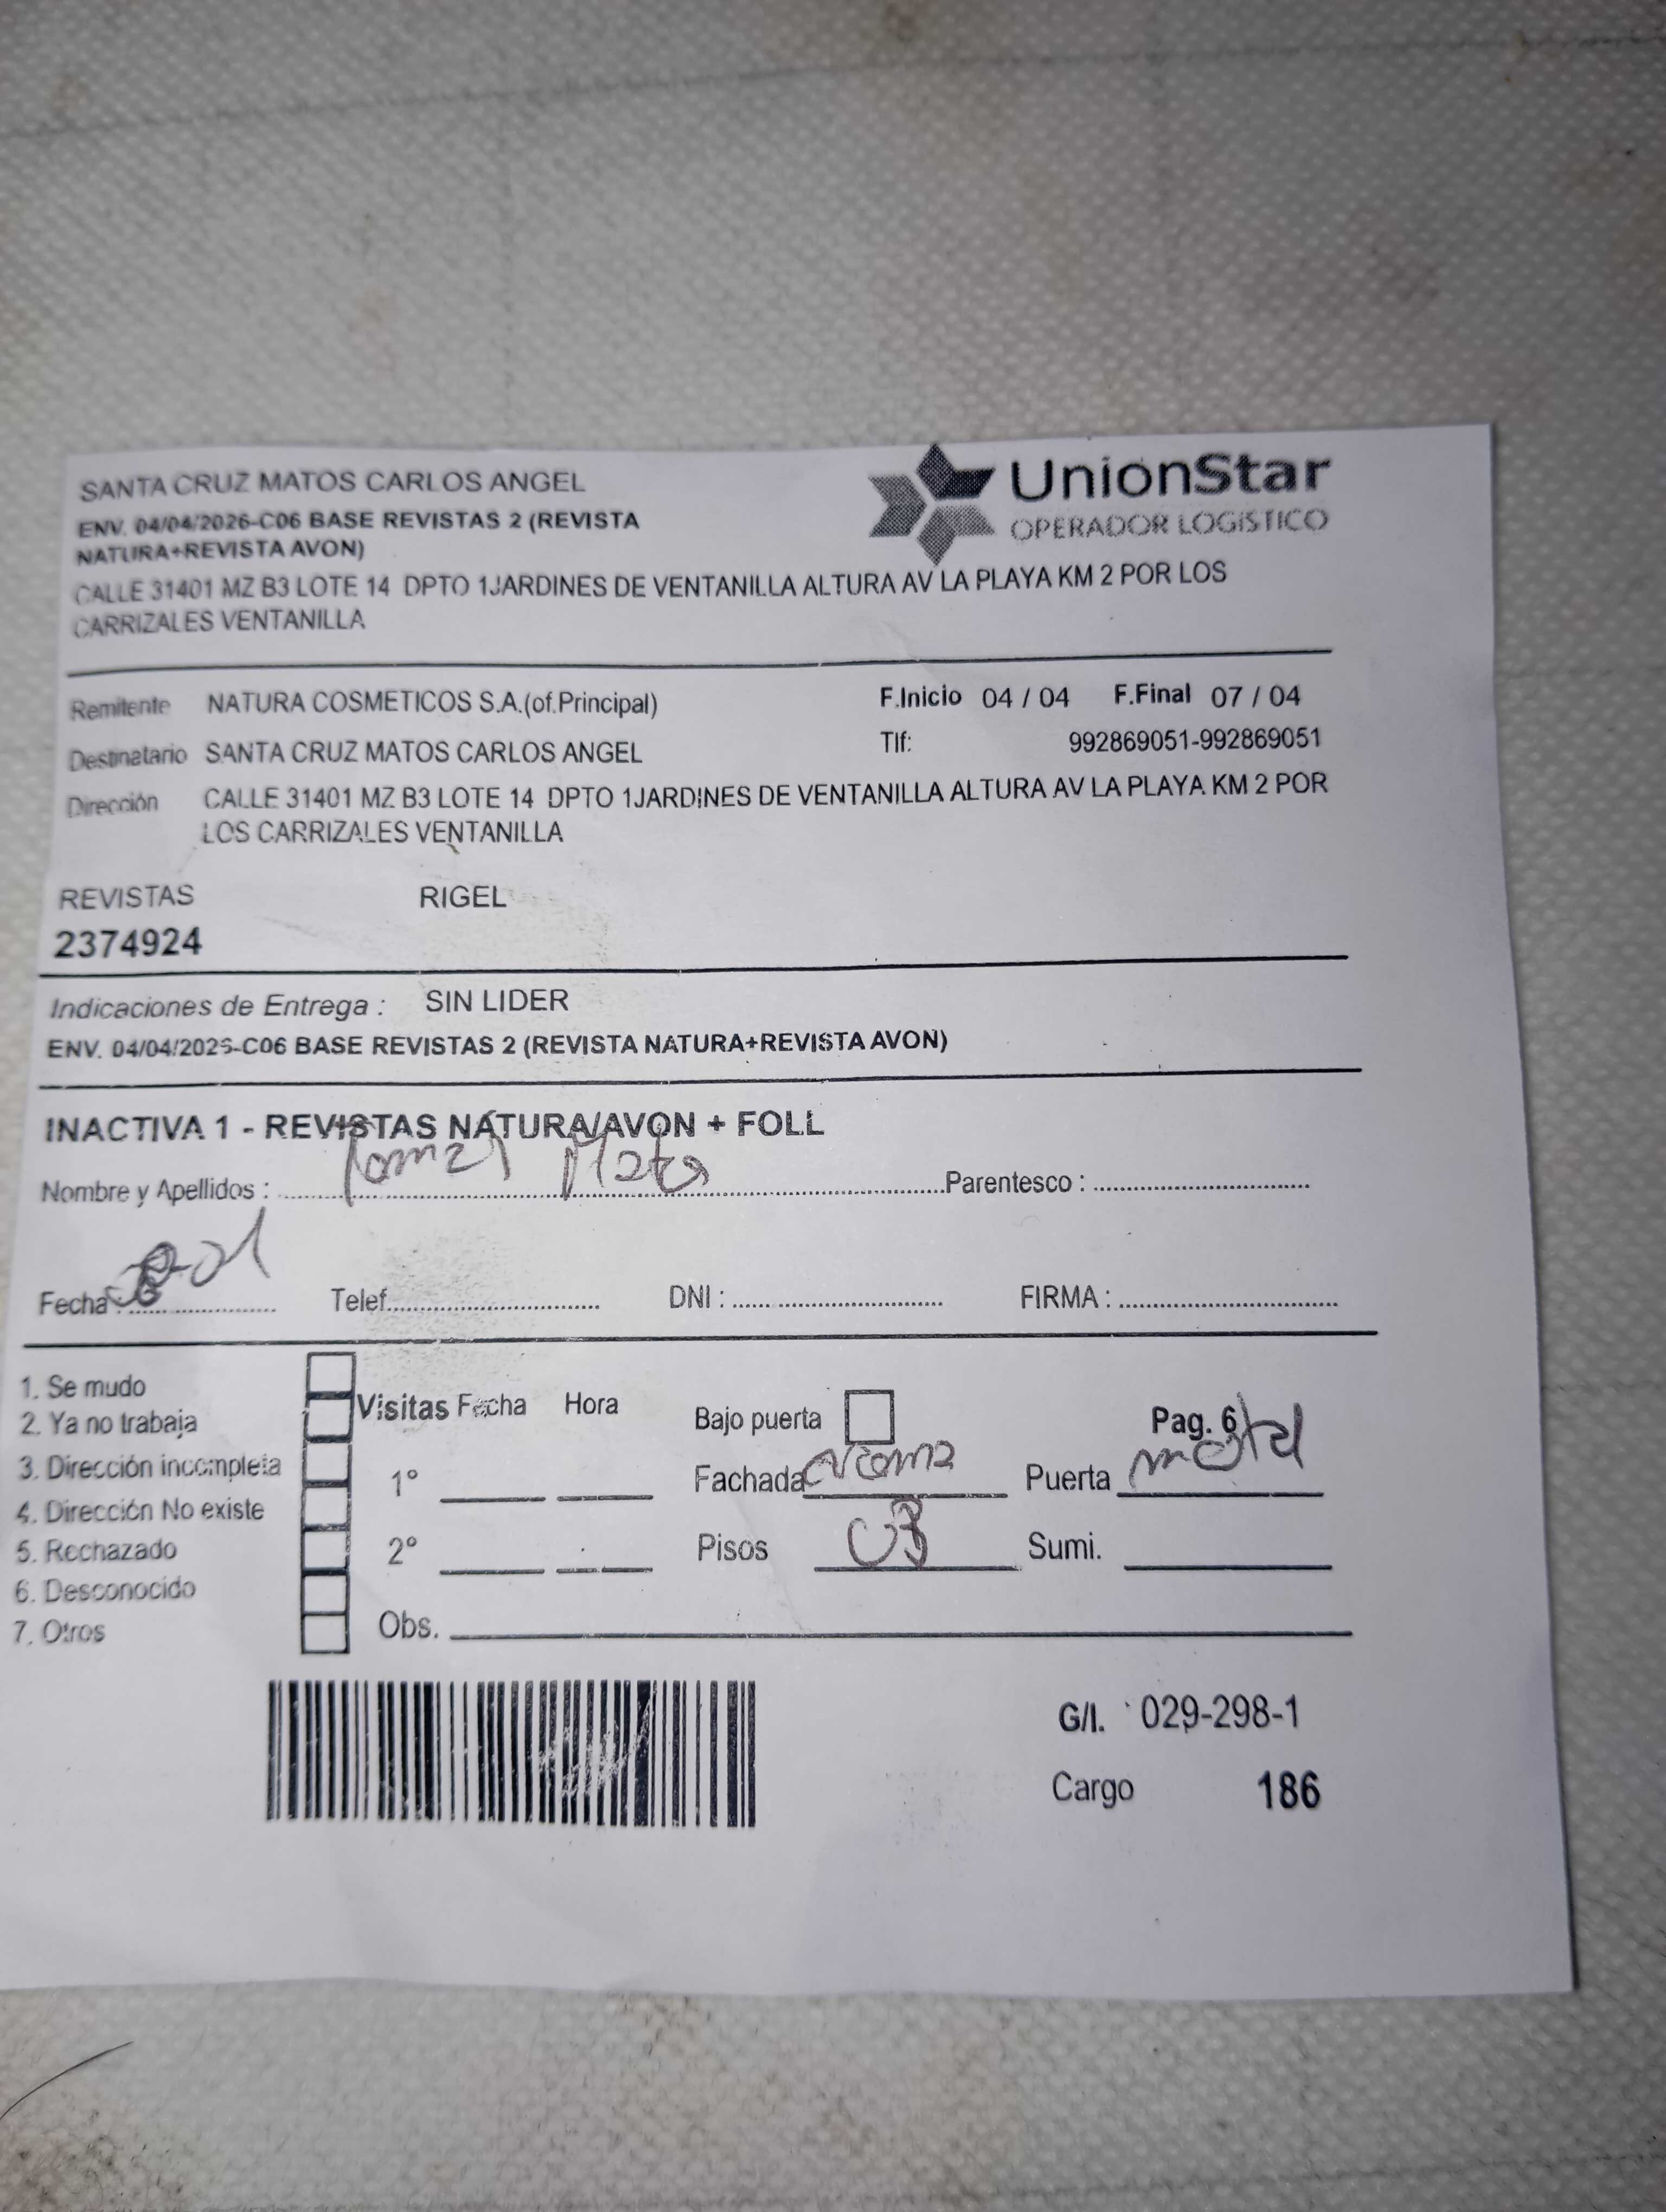 SANTA CRUZ MATOS CARLOS ANGEL
ENV. 04/04/2026-C06 BASE REVISTAS 2 (REVISTA
NATURA+REVISTA AVON)
CALLE 31401 MZ B3 LOTE 14 DPTO 1JARDINES DE VENTANILLA ALTURA AV LA PLAYA KM 2 POR LOS
CARRIZALES VENTANILLA
UnionStar
OPERADOR LOGISTICO
Remitente NATURA COSMETICOS S.A.(of.Principal) F.Inicio 04 / 04 F.Final 07 / 04
Destinatario SANTA CRUZ MATOS CARLOS ANGEL Tlf: 992869051-992869051
Dirección CALLE 31401 MZ B3 LOTE 14 DPTO 1JARDINES DE VENTANILLA ALTURA AV LA PLAYA KM 2 POR
LOS CARRIZALES VENTANILLA
REVISTAS RIGEL
2374924
Indicaciones de Entrega : SIN LIDER
ENV. 04/04/2026-C06 BASE REVISTAS 2 (REVISTA NATURA+REVISTA AVON)
INACTIVA 1 - REVISTAS NATURA/AVON + FOLL
Nombre y Apellidos : Parentesco :
Fecha : Telef. DNI : FIRMA :
1. Se mudo
2. Ya no trabaja
3. Dirección incompleta
4. Dirección No existe
5. Rechazado
6. Desconocido
7. Otros
Visitas Fecha Hora Bajo puerta Pag. 6
1° Fachada Puerta metal
2° Pisos 03 Sumi.
Obs.
G/I. 029-298-1
Cargo 186